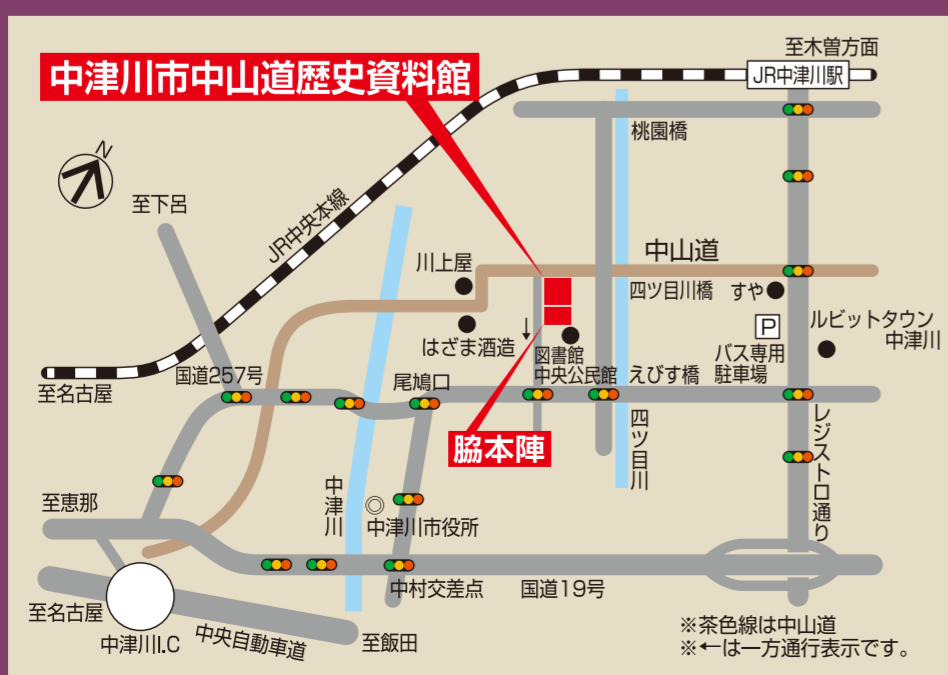 至木曽方面
JR中津川駅
中津川市中山道歴史資料館
桃園橋
N
至下呂
JR中央本線
中山道
川上屋
四ツ目川橋
すや
P
ルビットタウン
中津川
はざま酒造
↓
図書館
中央公民館
えびす橋
バス専用
駐車場
至名古屋
国道257号
尾鳩口
脇本陣
四ツ目川
レジストロ通り
至恵那
中津川
◎
中津川市役所
中村交差点
国道19号
至名古屋
中津川I.C
中央自動車道
至飯田
※茶色線は中山道
※←は一方通行表示です。